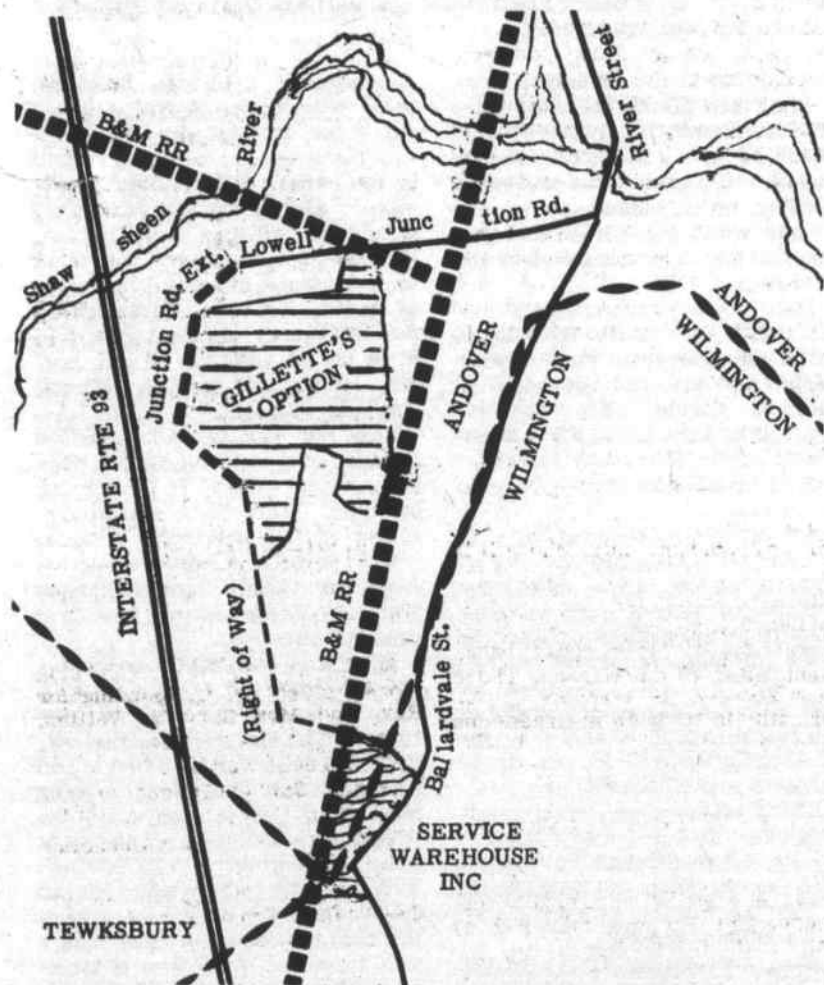 River Street
B&M RR
River
Shaw sheen
Lowell Junc tion Rd.
Junction Rd. Ext.
GILLETTE'S
OPTION
ANDOVER
WILMINGTON
ANDOVER
WILMINGTON
INTERSTATE RTE 93
B&M RR
(Right of Way)
Ballardvale St.
SERVICE
WAREHOUSE
INC
TEWKSBURY